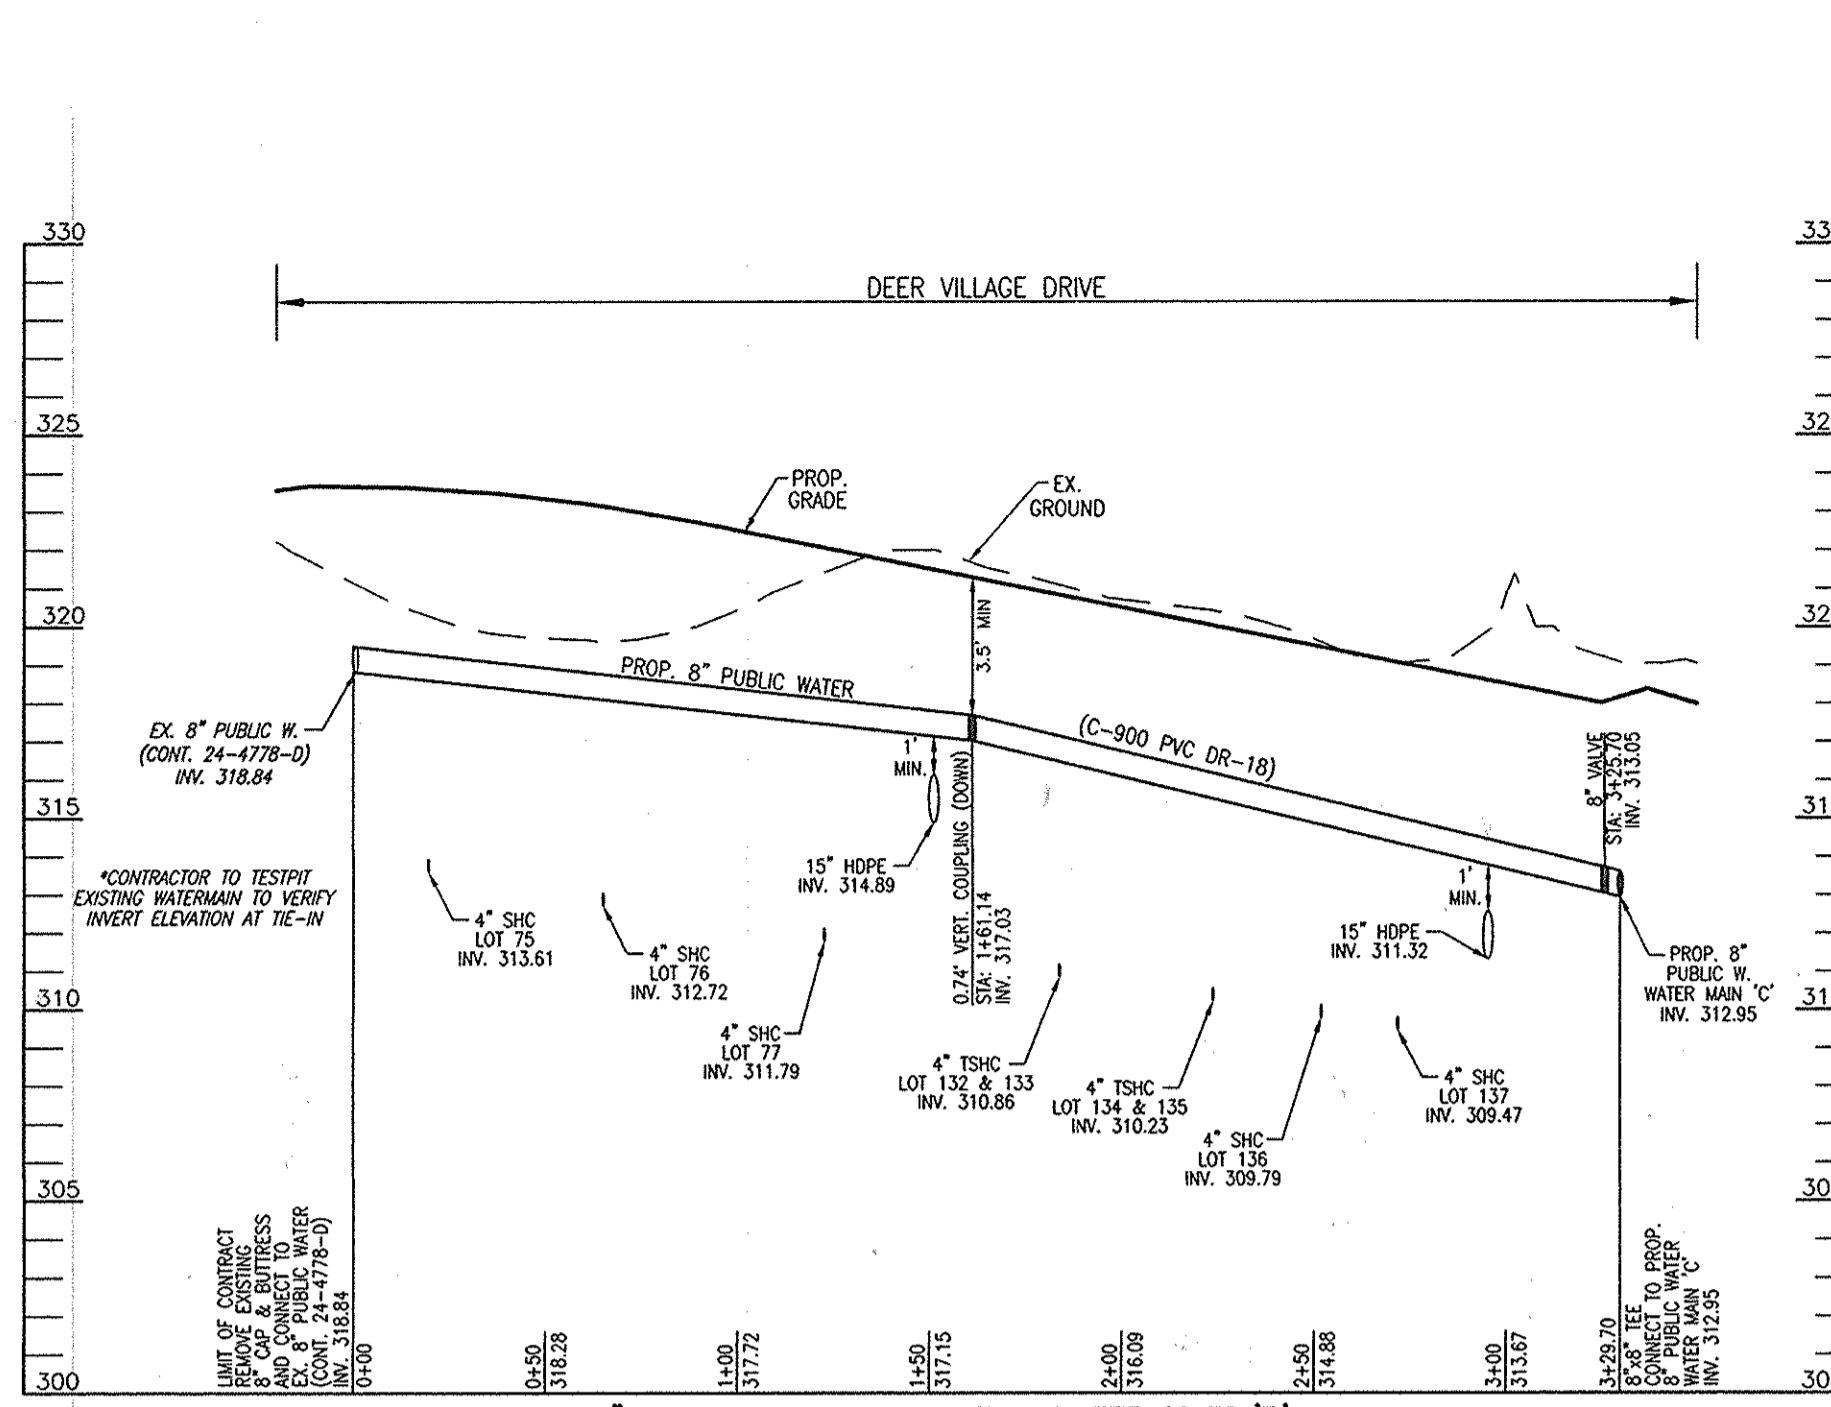 330
33
DEER VILLAGE DRIVE
325
32
PROP.
GRADE
EX.
GROUND
320
32
3.5' MIN
PROP. 8" PUBLIC WATER
(C-900 PVC DR-18)
EX. 8" PUBLIC W.
(CONT. 24-4778-D)
INV. 318.84
1'
MIN.
8" VALVE
STA: 3+25.70
INV. 313.05
315
31
15" HDPE
INV. 314.89
0.74' VERT. COUPLING (DOWN)
STA: 1+61.14
INV. 317.03
*CONTRACTOR TO TESTPIT
EXISTING WATERMAIN TO VERIFY
INVERT ELEVATION AT TIE-IN
1'
MIN.
4" SHC
LOT 75
INV. 313.61
4" SHC
LOT 76
INV. 312.72
15" HDPE
INV. 311.32
PROP. 8"
PUBLIC W.
WATER MAIN 'C'
INV. 312.95
310
31
4" SHC
LOT 77
INV. 311.79
4" TSHC
LOT 132 & 133
INV. 310.86
4" TSHC
LOT 134 & 135
INV. 310.23
4" SHC
LOT 136
INV. 309.79
4" SHC
LOT 137
INV. 309.47
305
30
LIMIT OF CONTRACT
REMOVE EXISTING
8" CAP & BUTTRESS
AND CONNECT TO
EX. 8" PUBLIC WATER
(CONT. 24-4778-D)
INV. 318.84
0+00
0+50
318.28
1+00
317.72
1+50
317.15
2+00
316.09
2+50
314.88
3+00
313.67
3+29.70
8"x8" TEE
CONNECT TO PROP.
8" PUBLIC WATER
WATER MAIN 'C'
INV. 312.95
300
30